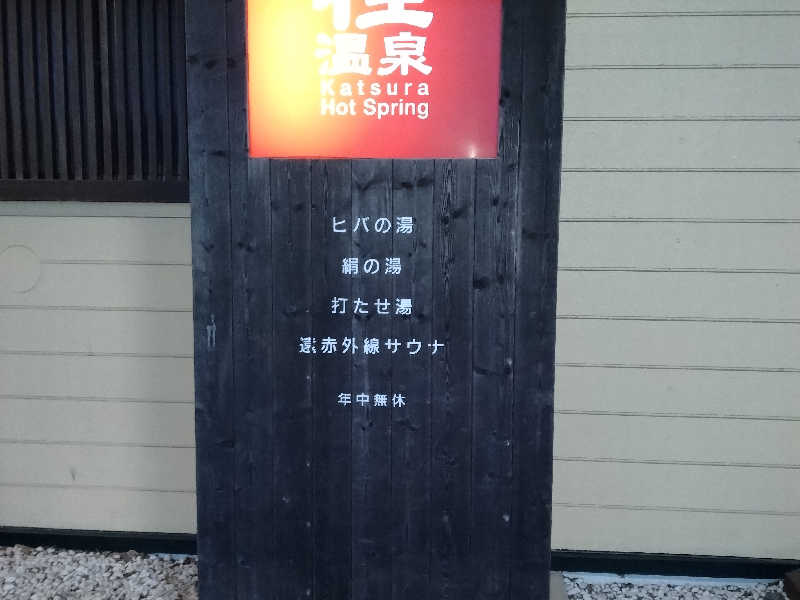 桂
温泉
Katsura
Hot Spring
ヒバの湯
絹の湯
打たせ湯
遠赤外線サウナ
年中無休